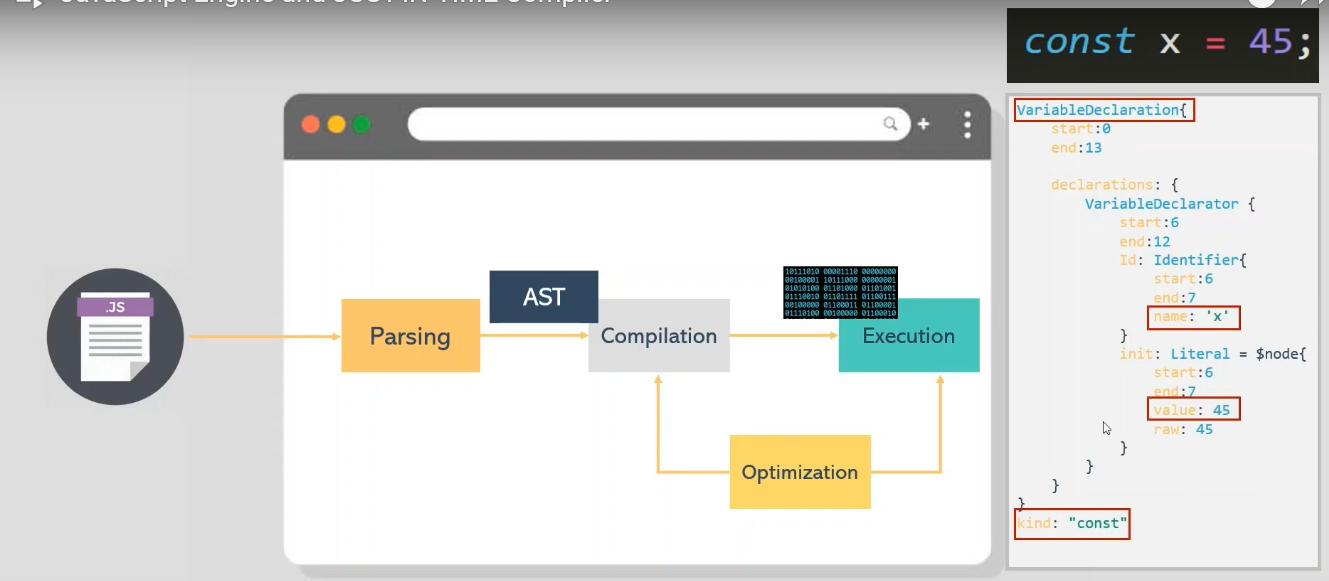 JavaScript Engine and JUST IN TIME Compiler
const x = 45;
.JS
Parsing
AST
Compilation
10111010 00001110 00000000
00100001 10111000 00000001
01010100 01101000 01101001
01110010 01101111 01100111
00100000 01100011 01100001
01110100 00100000 01100010
Execution
Optimization
VariableDeclaration{
start:0
end:13
declarations: {
VariableDeclarator {
start:6
end:12
Id: Identifier{
start:6
end:7
name: 'x'
}
init: Literal = $node{
start:6
end:7
value: 45
raw: 45
}
}
}
}
kind: "const"